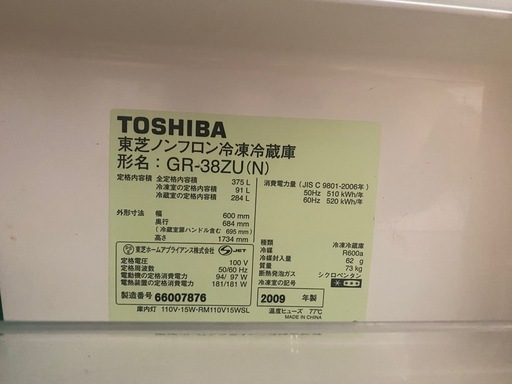 TOSHIBA
東芝ノンフロン冷凍冷蔵庫
形名：GR-38ZU(N)
定格内容積 全定格内容積 375 L
冷凍室の定格内容積 91 L
冷蔵室の定格内容積 284 L
外形寸法 幅 600 mm
奥行 684 mm
(冷蔵室扉ハンドル含む 695 mm)
高さ 1734 mm
東芝ホームアプライアンス株式会社 S JET
定格電圧 100 V
定格周波数 50/60 Hz
電動機の定格消費電力 94/ 97 W
電熱装置の定格消費電力 181/181 W
製造番号 66007876
庫内灯 110V-15W-RM110V15WSL
消費電力量 (JIS C 9801-2006年)
50Hz 510 kWh/年
60Hz 520 kWh/年
種類 冷凍冷蔵庫
冷媒 R600a
冷媒封入量 62 g
質量 73 kg
断熱発泡ガス シクロペンタン
冷凍室の記号 * ***
2009 年製
温度ヒューズ 77℃
MADE IN CHINA